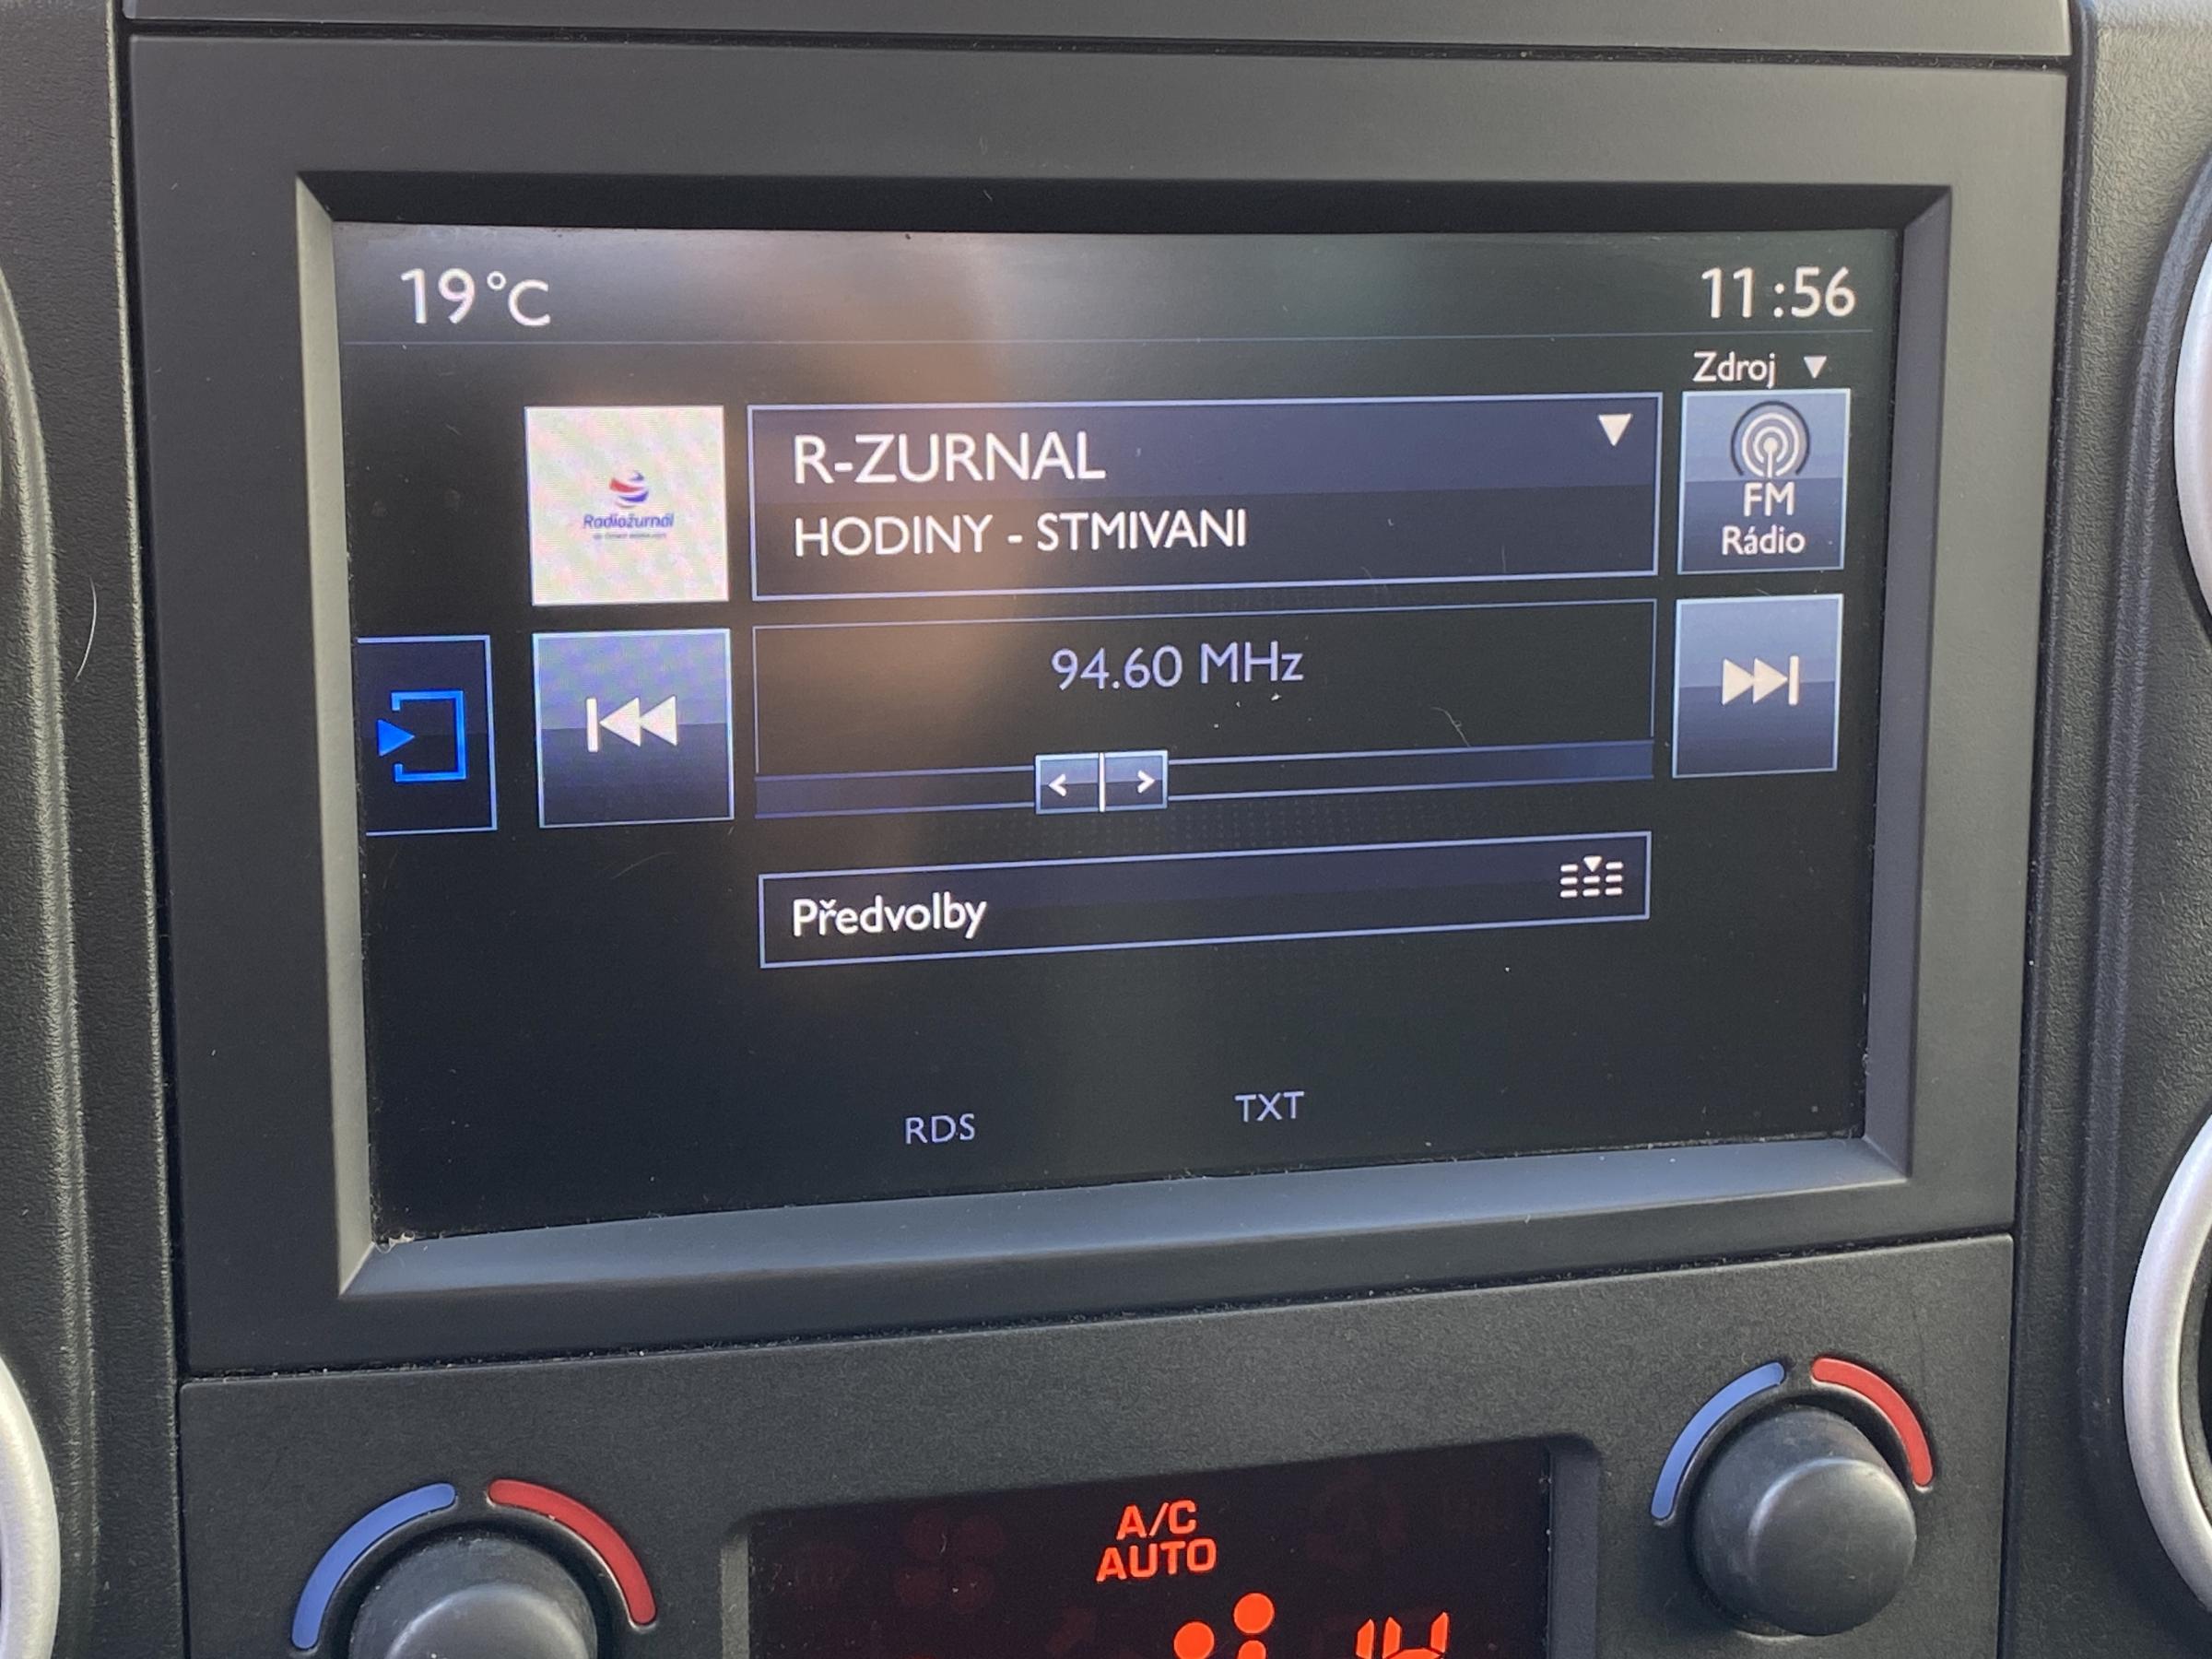 19°C
11:56
Zdroj ▼
Radiožurnál
R-ZURNAL
HODINY - STMIVANI
FM
Rádio
94.60 MHz
Předvolby
RDS
TXT
A/C
AUTO